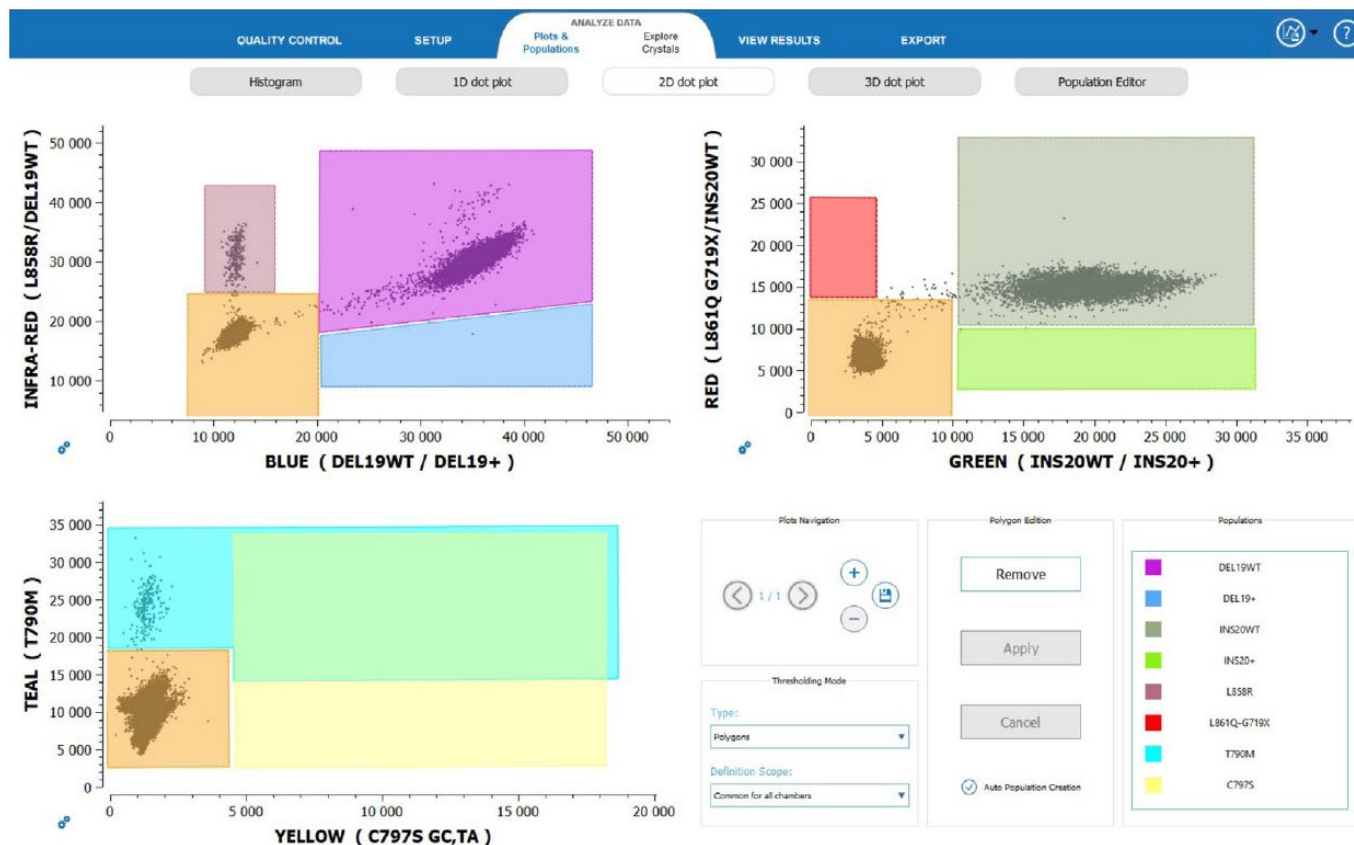 ANALYZE DATA
QUALITY CONTROL SETUP Plots & Populations Explore Crystals VIEW RESULTS EXPORT ?
Histogram 1D dot plot 2D dot plot 3D dot plot Population Editor
INFRA-RED ( L858R/DEL19WT )
50 000
40 000
30 000
20 000
10 000
0 10 000 20 000 30 000 40 000 50 000
BLUE ( DEL19WT / DEL19+ )
RED ( L861Q G719X/INS20WT )
30 000
25 000
20 000
15 000
10 000
5 000
0
0 5 000 10 000 15 000 20 000 25 000 30 000 35 000
GREEN ( INS20WT / INS20+ )
TEAL ( T790M )
35 000
30 000
25 000
20 000
15 000
10 000
5 000
0
0 5 000 10 000 15 000 20 000
YELLOW ( C797S GC,TA )
Plots Navigation
1 / 1
+
−
Thresholding Mode
Type:
Polygons
Definition Scope:
Common for all chambers
Polygon Edition
Remove
Apply
Cancel
Auto Population Creation
Populations
DEL19WT
DEL19+
INS20WT
INS20+
L858R
L861Q-G719X
T790M
C797S